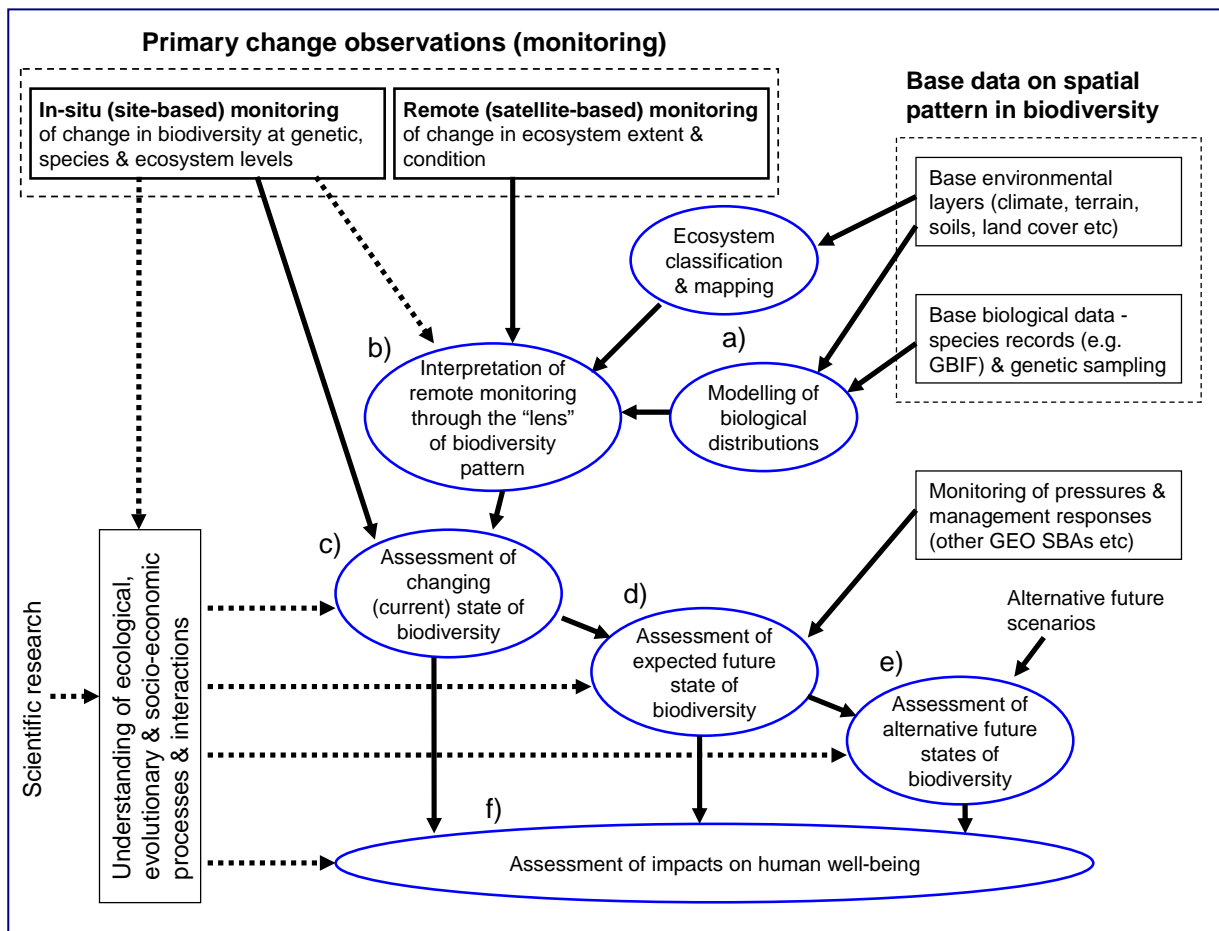 Primary change observations (monitoring)
In-situ (site-based) monitoring
of change in biodiversity at genetic,
species & ecosystem levels
Remote (satellite-based) monitoring
of change in ecosystem extent &
condition
Base data on spatial
pattern in biodiversity
Base environmental
layers (climate, terrain,
soils, land cover etc)
Ecosystem
classification
& mapping
Base biological data -
species records (e.g.
GBIF) & genetic sampling
a)
Modelling of
biological
distributions
b)
Interpretation of
remote monitoring
through the “lens”
of biodiversity
pattern
Monitoring of pressures &
management responses
(other GEO SBAs etc)
c)
Assessment of
changing
(current) state of
biodiversity
d)
Assessment of
expected future
state of
biodiversity
Alternative future
scenarios
e)
Assessment of
alternative future
states of
biodiversity
Scientific research
Understanding of ecological,
evolutionary & socio-economic
processes & interactions
f)
Assessment of impacts on human well-being